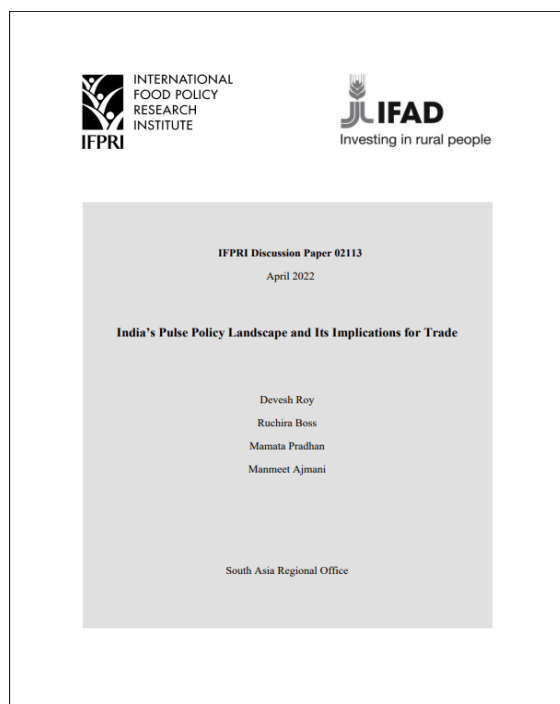 INTERNATIONAL
FOOD POLICY
RESEARCH
INSTITUTE
IFPRI
IFAD
Investing in rural people
IFPRI Discussion Paper 02113
April 2022
India's Pulse Policy Landscape and Its Implications for Trade
Devesh Roy
Ruchira Boss
Mamata Pradhan
Manmeet Ajmani
South Asia Regional Office